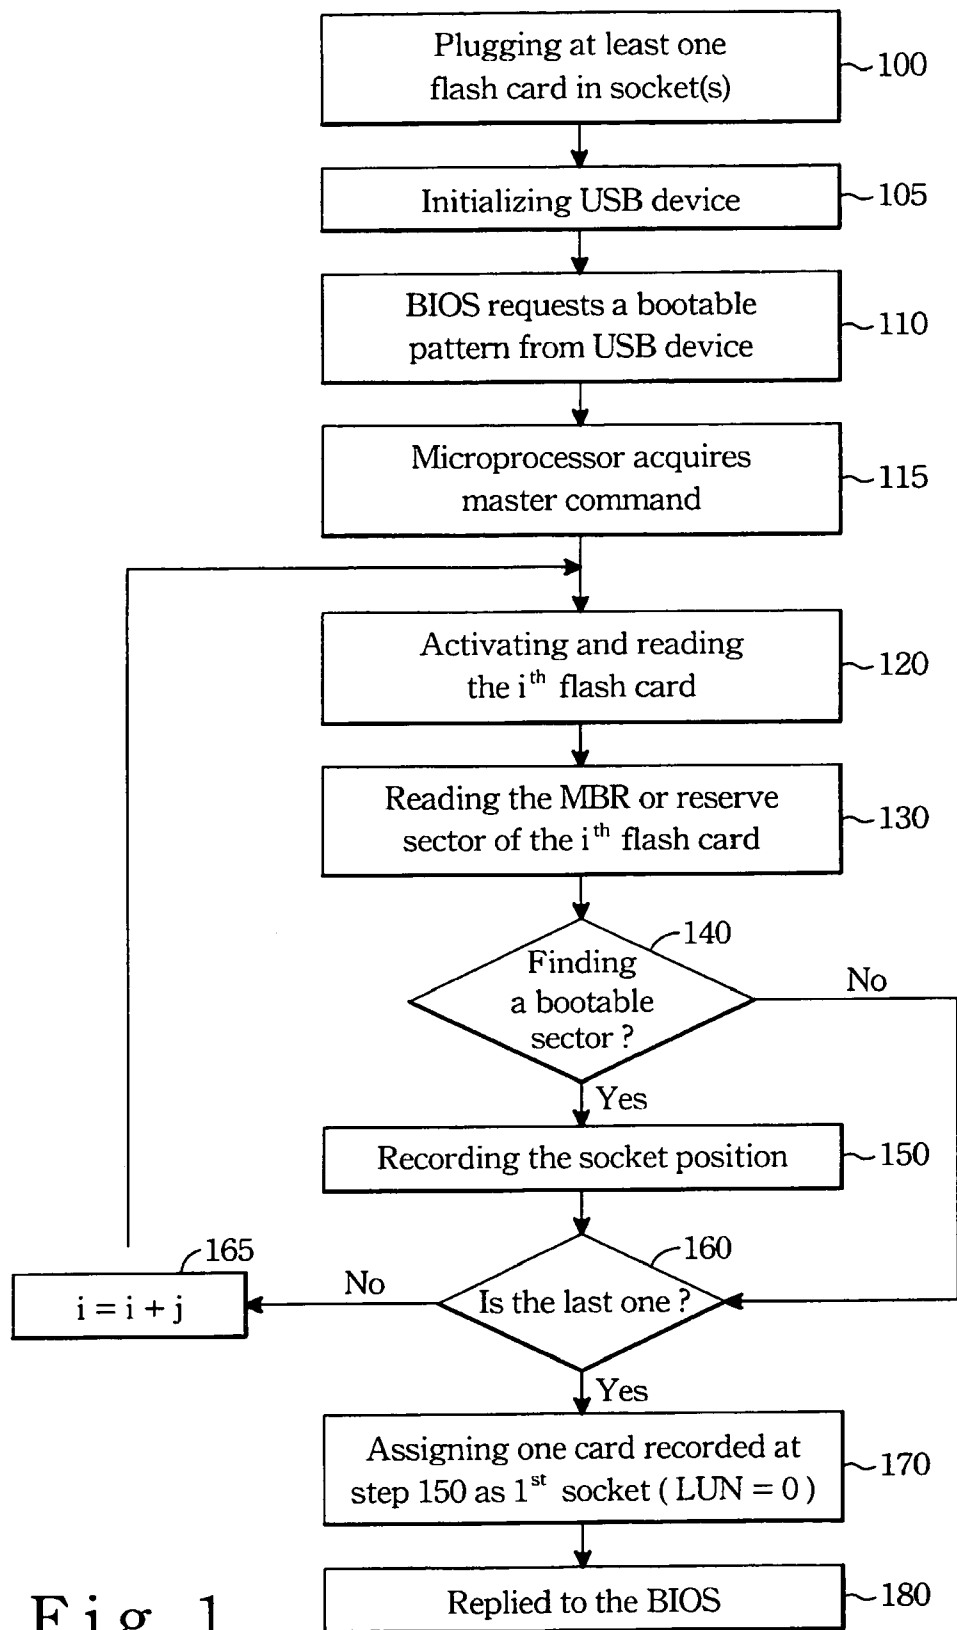 Plugging at least one
flash card in socket(s)
100
Initializing USB device
105
BIOS requests a bootable
pattern from USB device
110
Microprocessor acquires
master command
115
Activating and reading
the i^th flash card
120
Reading the MBR or reserve
sector of the i^th flash card
130
140
Finding
a bootable
sector ?
No
Yes
Recording the socket position
150
160
Is the last one ?
No
165
i = i + j
Yes
Assigning one card recorded at
step 150 as 1^st socket ( LUN = 0 )
170
Replied to the BIOS
180
Fig. 1